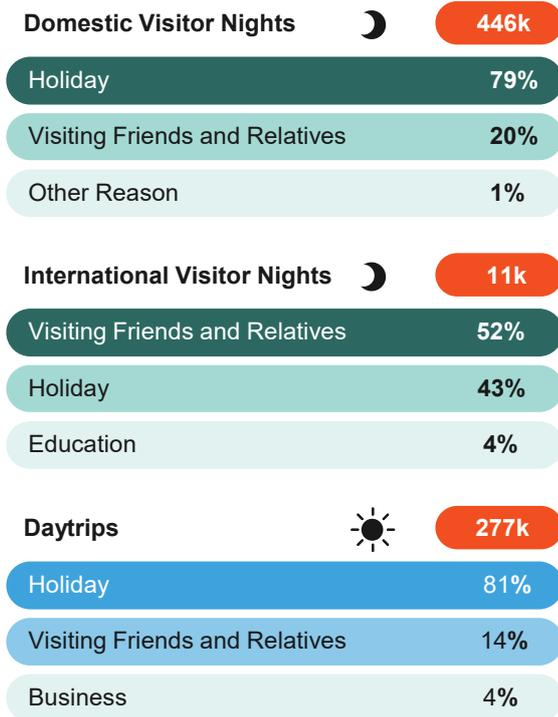 Domestic Visitor Nights 446k
Holiday 79%
Visiting Friends and Relatives 20%
Other Reason 1%
International Visitor Nights 11k
Visiting Friends and Relatives 52%
Holiday 43%
Education 4%
Daytrips 277k
Holiday 81%
Visiting Friends and Relatives 14%
Business 4%